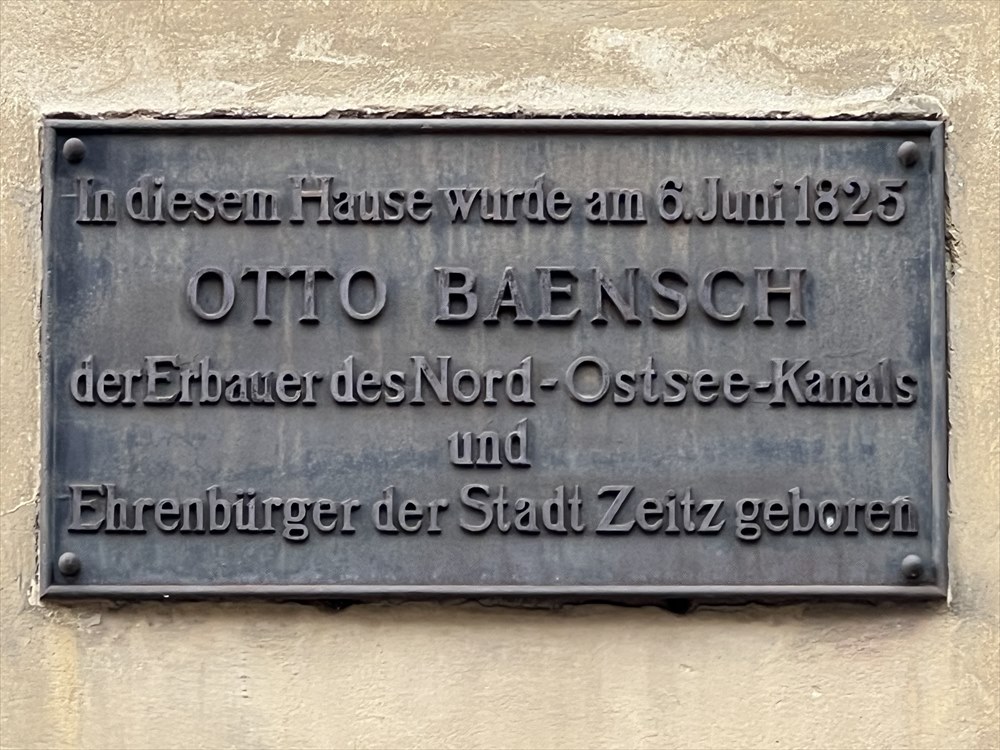 In diesem Hause wurde am 6. Juni 1825
OTTO BAENSCH
der Erbauer des Nord-Ostsee-Kanals
und
Ehrenbürger der Stadt Zeitz geboren